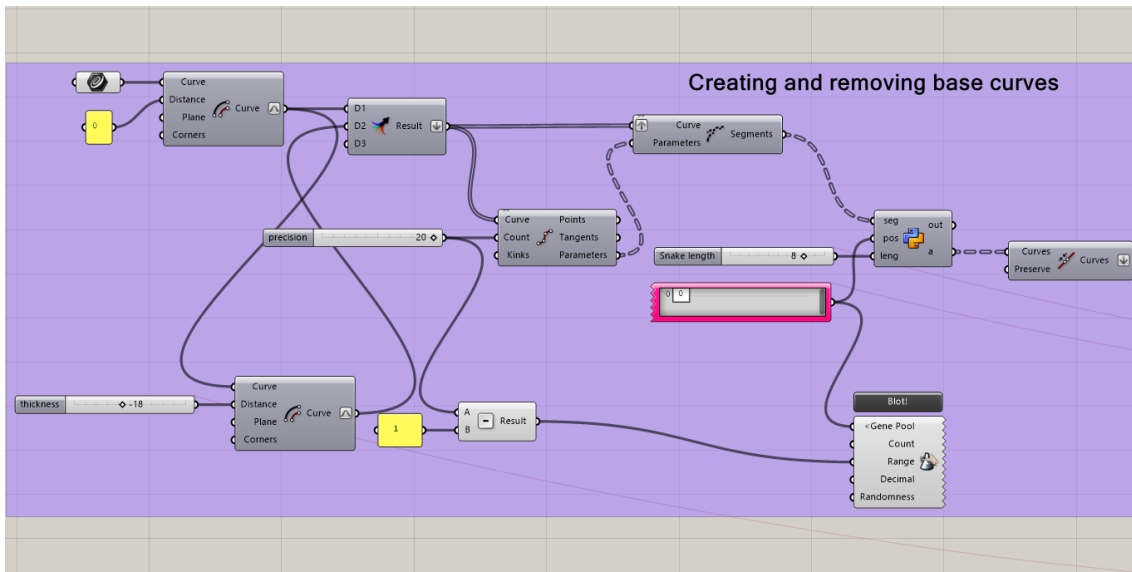 Creating and removing base curves
Curve
Distance
Plane
Corners
Curve
0
D1
D2
D3
Result
Curve
Parameters
Segments
Curve
Count
Kinks
Points
Tangents
Parameters
precision 20
Snake length 8
seg
pos
leng
out
a
Curves
Preserve
Curves
0 0
thickness -18
Curve
Distance
Plane
Corners
Curve
1
A
B
Result
Blot!
<Gene Pool
Count
Range
Decimal
Randomness